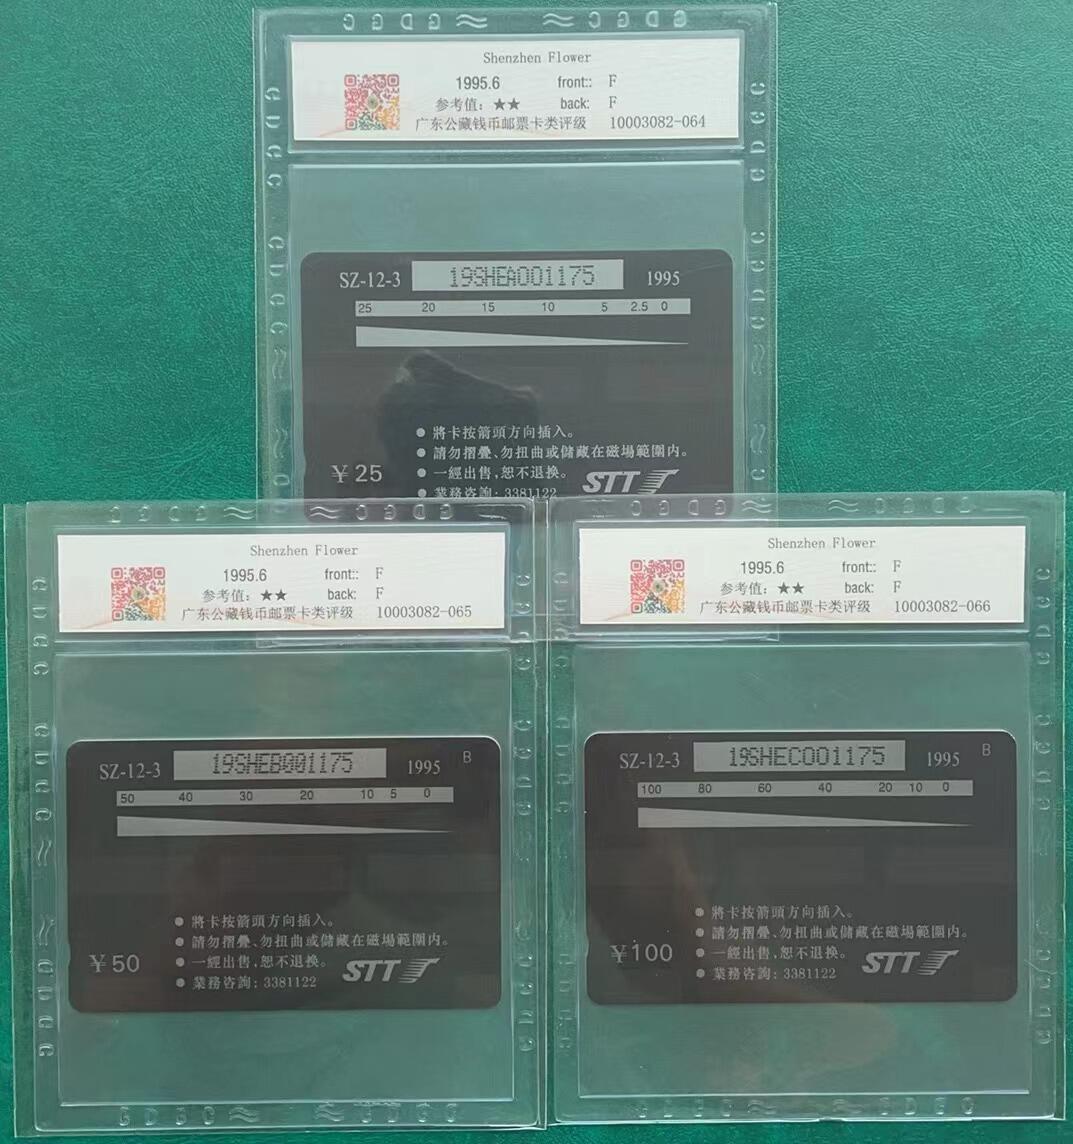 Shenzhen Flower
1995.6 front:: F
参考值: ★★ back: F
广东公藏钱币邮票卡类评级 10003082-064
SZ-12-3 19SHEA001175 1995
25 20 15 10 5 2.5 0
● 將卡按箭頭方向插入。
● 請勿摺疊、勿扭曲或儲藏在磁場範圍內。
● 一經出售,恕不退换。
● 業務咨詢: 3381122
¥25
STT
Shenzhen Flower
1995.6 front:: F
参考值: ★★ back: F
广东公藏钱币邮票卡类评级 10003082-065
SZ-12-3 19SHEB001175 1995 B
50 40 30 20 10 5 0
● 將卡按箭頭方向插入。
● 請勿摺疊、勿扭曲或儲藏在磁場範圍內。
● 一經出售,恕不退换。
● 業務咨詢: 3381122
¥50
STT
Shenzhen Flower
1995.6 front:: F
参考值: ★★ back: F
广东公藏钱币邮票卡类评级 10003082-066
SZ-12-3 19SHEC001175 1995 B
100 80 60 40 20 10 0
● 將卡按箭頭方向插入。
● 請勿摺疊、勿扭曲或儲藏在磁場範圍內。
● 一經出售,恕不退换。
● 業務咨詢: 3381122
¥100
STT